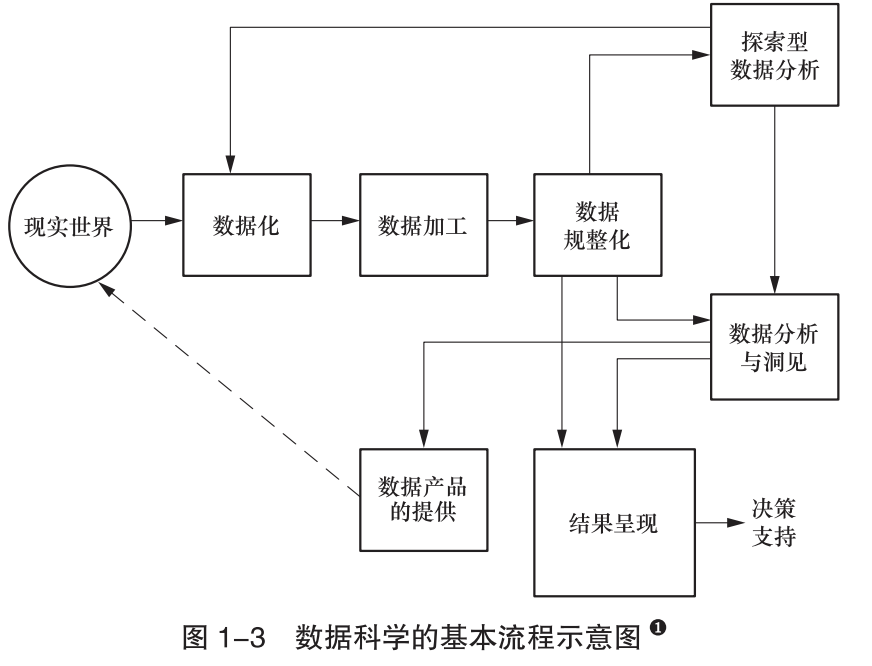 探索型
数据分析
现实世界
数据化
数据加工
数据
规整化
数据分析
与洞见
数据产品
的提供
结果呈现
决策
支持
图 1–3 数据科学的基本流程示意图❶